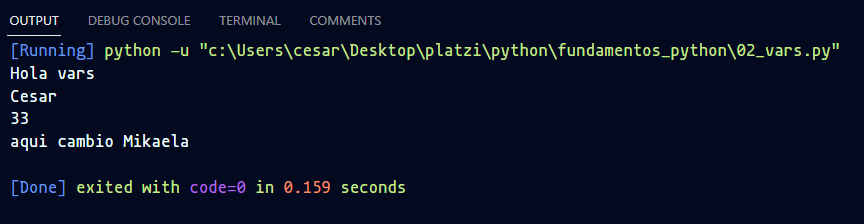 OUTPUT DEBUG CONSOLE TERMINAL COMMENTS
[Running] python -u "c:\Users\cesar\Desktop\platzi\python\fundamentos_python\02_vars.py"
Hola vars
Cesar
33
aqui cambio Mikaela
[Done] exited with code=0 in 0.159 seconds